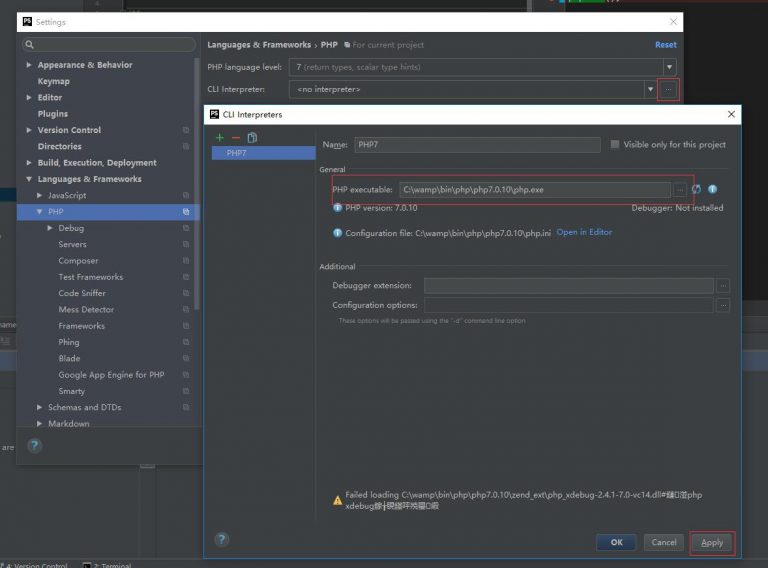 PS Settings
Languages & Frameworks › PHP For current project Reset
PHP language level: 7 (return types, scalar type hints)
CLI Interpreter: <no interpreter> ...
Appearance & Behavior
Keymap
Editor
Plugins
Version Control
Directories
Build, Execution, Deployment
Languages & Frameworks
JavaScript
PHP
Debug
Servers
Composer
Test Frameworks
Code Sniffer
Mess Detector
Frameworks
Phing
Blade
Google App Engine for PHP
Smarty
Schemas and DTDs
Markdown
?
PS CLI Interpreters
PHP7
Name: PHP7 Visible only for this project
General
PHP executable: C:\wamp\bin\php\php7.0.10\php.exe ...
PHP version: 7.0.10 Debugger: Not installed
Configuration file: C:\wamp\bin\php\php7.0.10\php.ini Open in Editor
Additional
Debugger extension: ...
Configuration options: ...
These options will be passed using the "-d" command line option
Failed loading C:\wamp\bin\php\php7.0.10\zend_ext\php_xdebug-2.4.1-7.0-vc14.dll#
php
xdebug
?
OK Cancel Apply
name
are
4: Version Control 2: Terminal